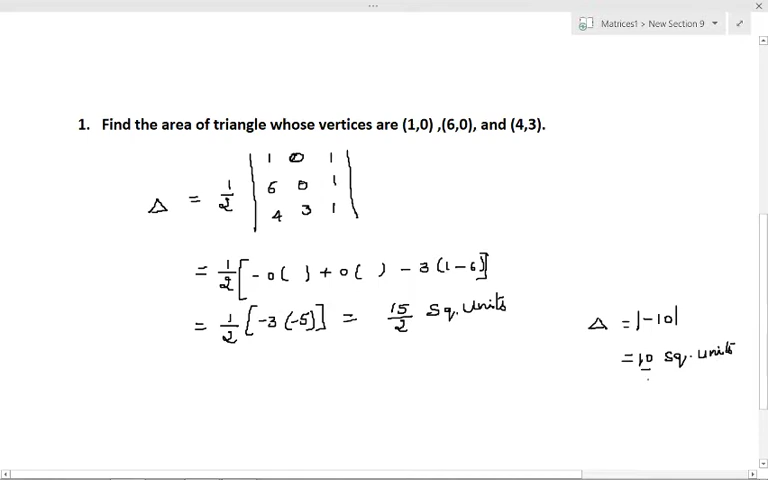 Matrices1 > New Section 9
1. Find the area of triangle whose vertices are (1,0) ,(6,0), and (4,3).
Δ = 1/2 | 1 0 1 |
| 6 0 1 |
| 4 3 1 |
= 1/2 [ - 0 ( ) + 0 ( ) - 3 (1 - 6)]
= 1/2 [-3 (-5)] = 15/2 Sq. Units
Δ = |-10|
= 10 Sq. units